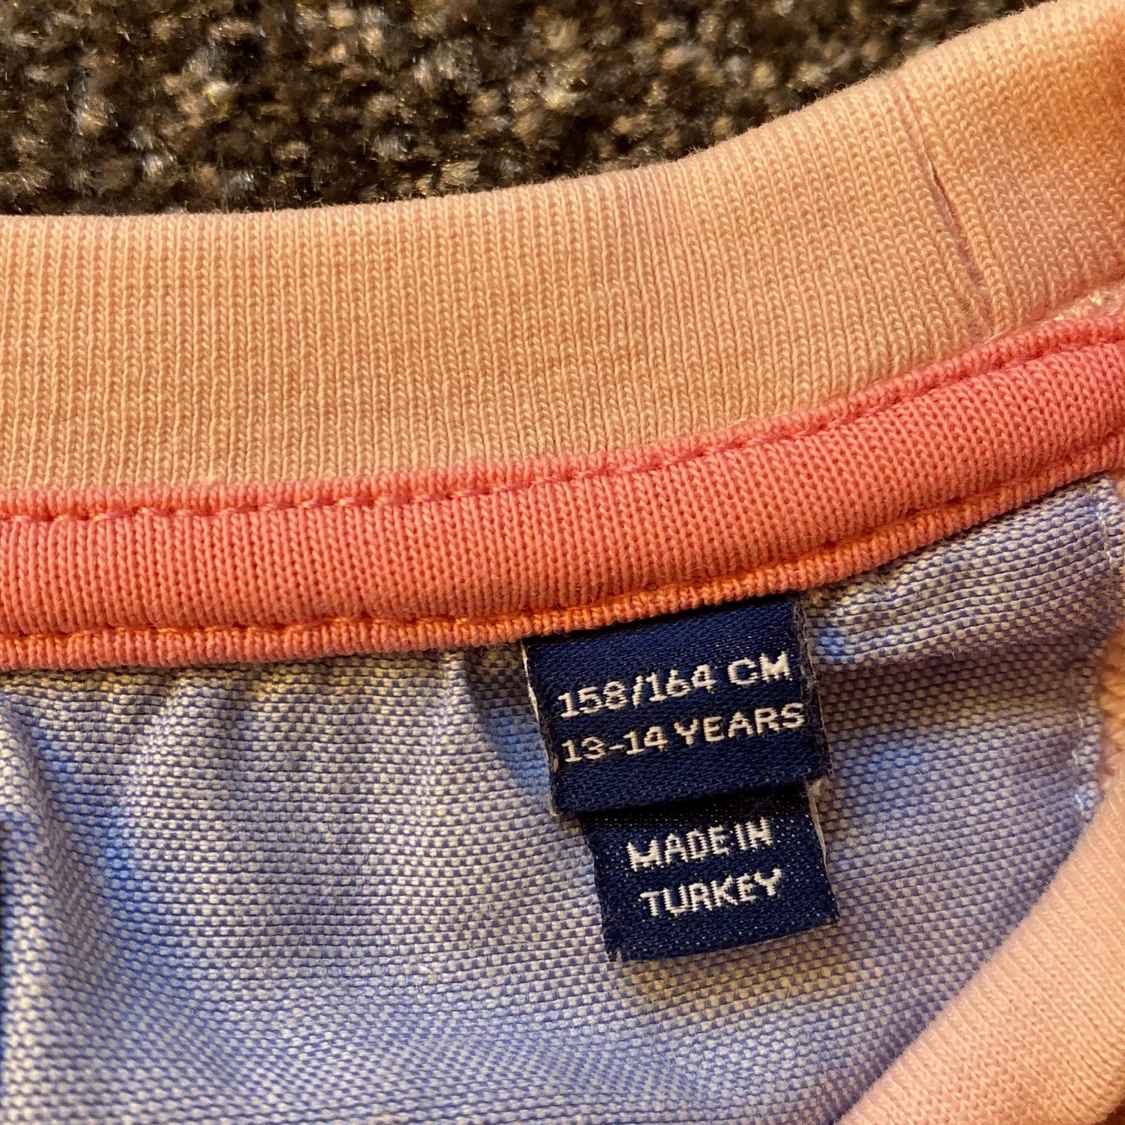 158/164 CM
13-14 YEARS
MADE IN
TURKEY